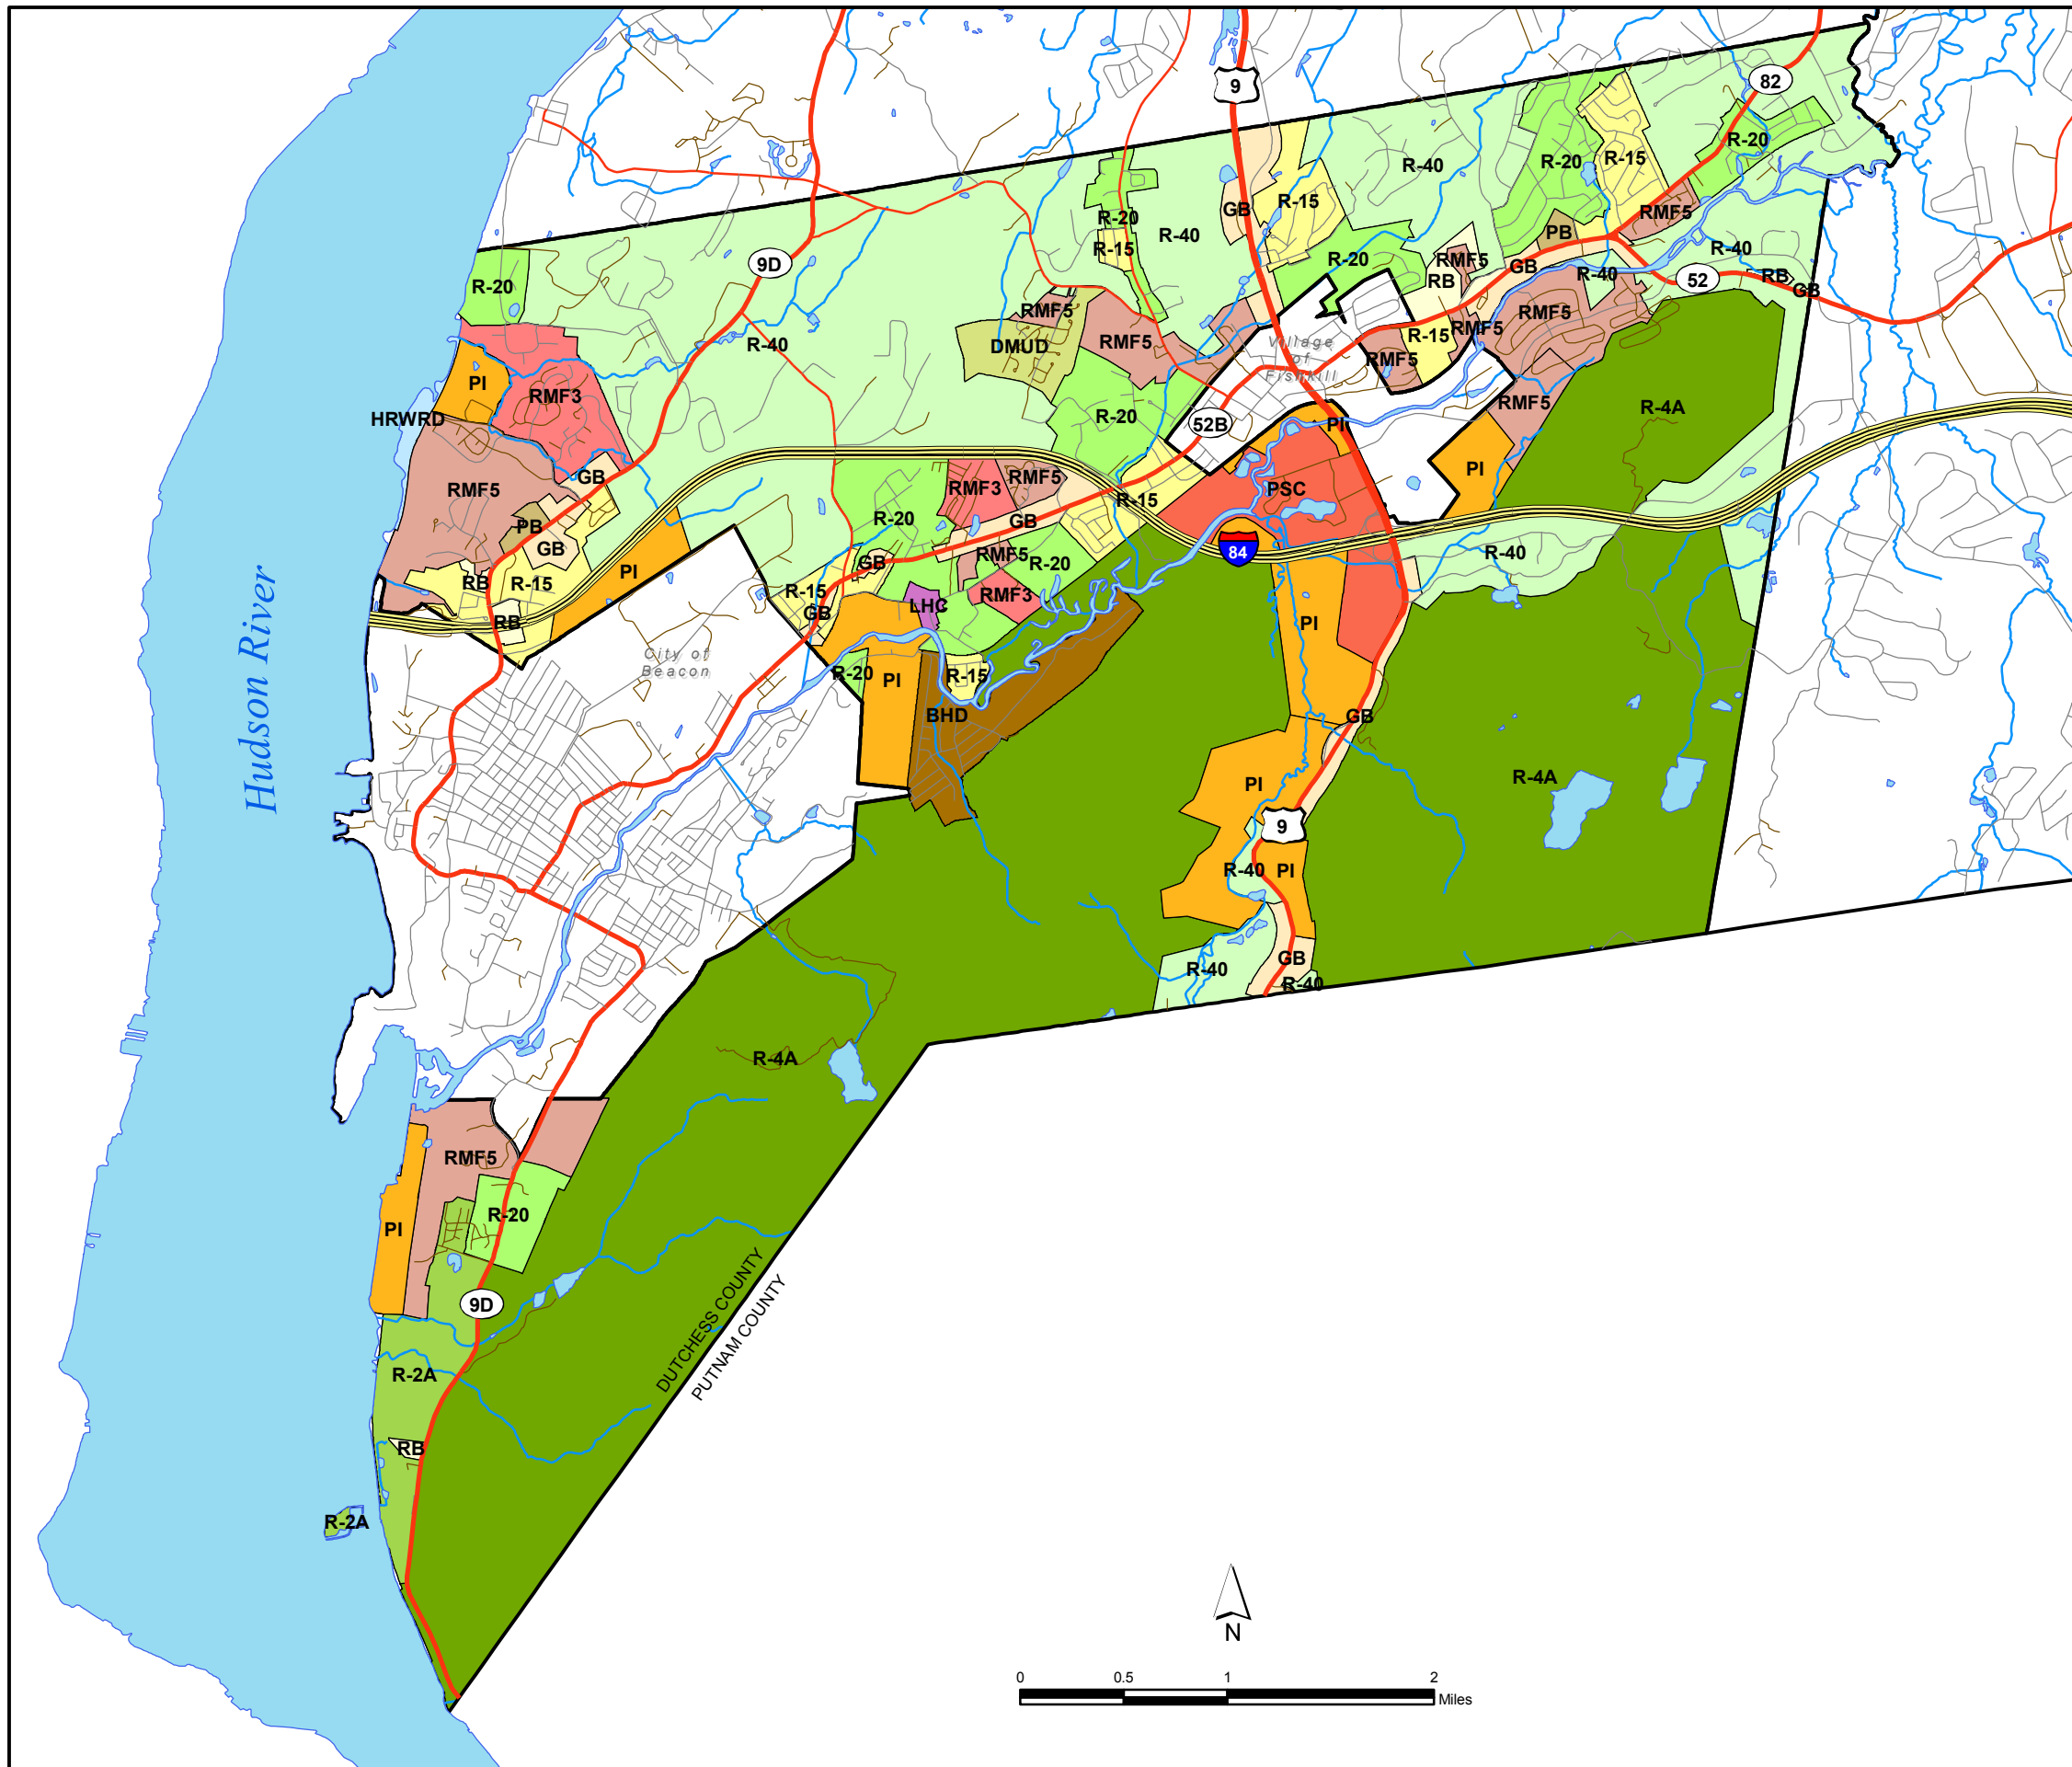 82
9
R-20
R-40
R-20
R-15
R-15
GB
RMF5
R-20
R-15
R-40
PB
R-40
9D
R-20
RMF5
GB
R-40
RB
52
RB
GB
R-20
RMF5
RMF5
R-40
DMUD
RMF5
R-15
RMF5
Village
of
Fishkill
RMF5
PI
RMF3
R-20
RMF5
R-4A
HRWRD
52B
PI
GB
RMF3
RMF5
PSC
PI
RMF5
R-15
R-20
GB
PB
GB
RMF5
R-20
84
R-40
GB
PI
RB
R-15
R-15
GB
LHC
RMF3
RB
PI
City of
Beacon
R-20
PI
R-15
BHD
GB
Hudson River
PI
R-4A
9
R-40
PI
R-40
GB
R-40
R-4A
RMF5
PI
R-20
9D
DUTCHESS COUNTY
PUTNAM COUNTY
R-2A
RB
R-2A
N
0 0.5 1 2
Miles